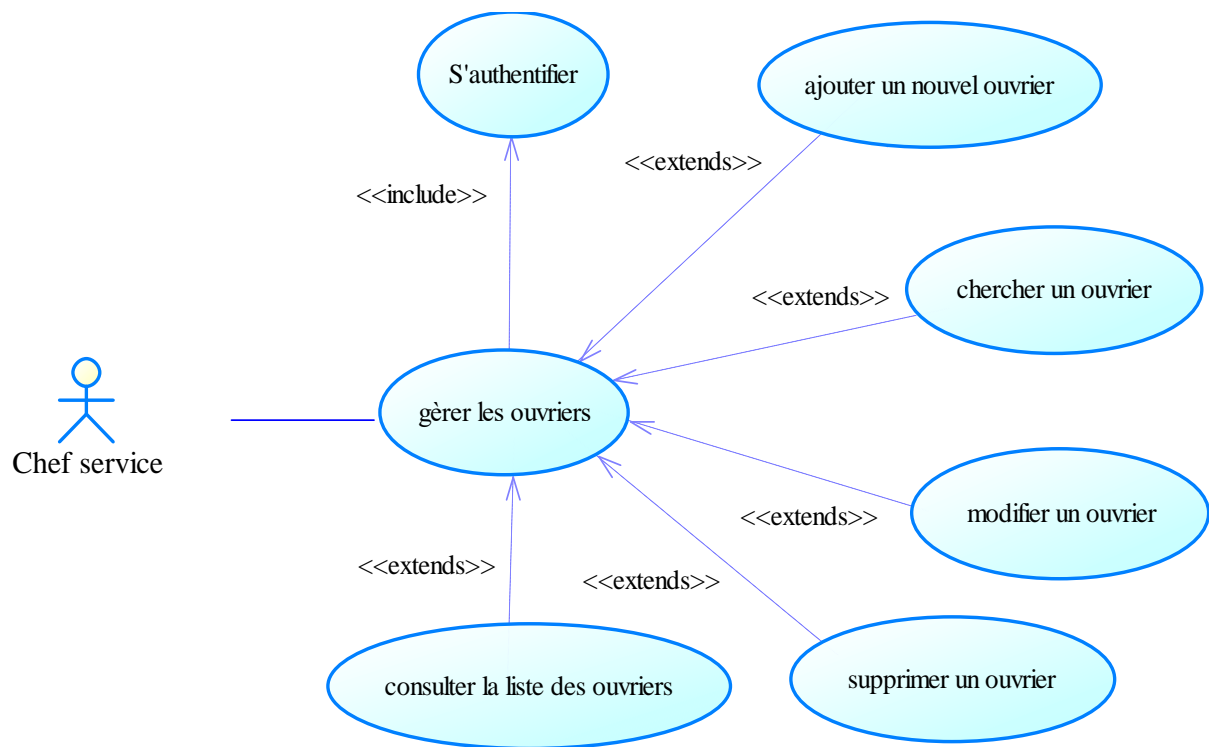 S'authentifier
ajouter un nouvel ouvrier
<<extends>>
<<include>>
chercher un ouvrier
<<extends>>
gèrer les ouvriers
Chef service
modifier un ouvrier
<<extends>>
<<extends>>
<<extends>>
consulter la liste des ouvriers
supprimer un ouvrier